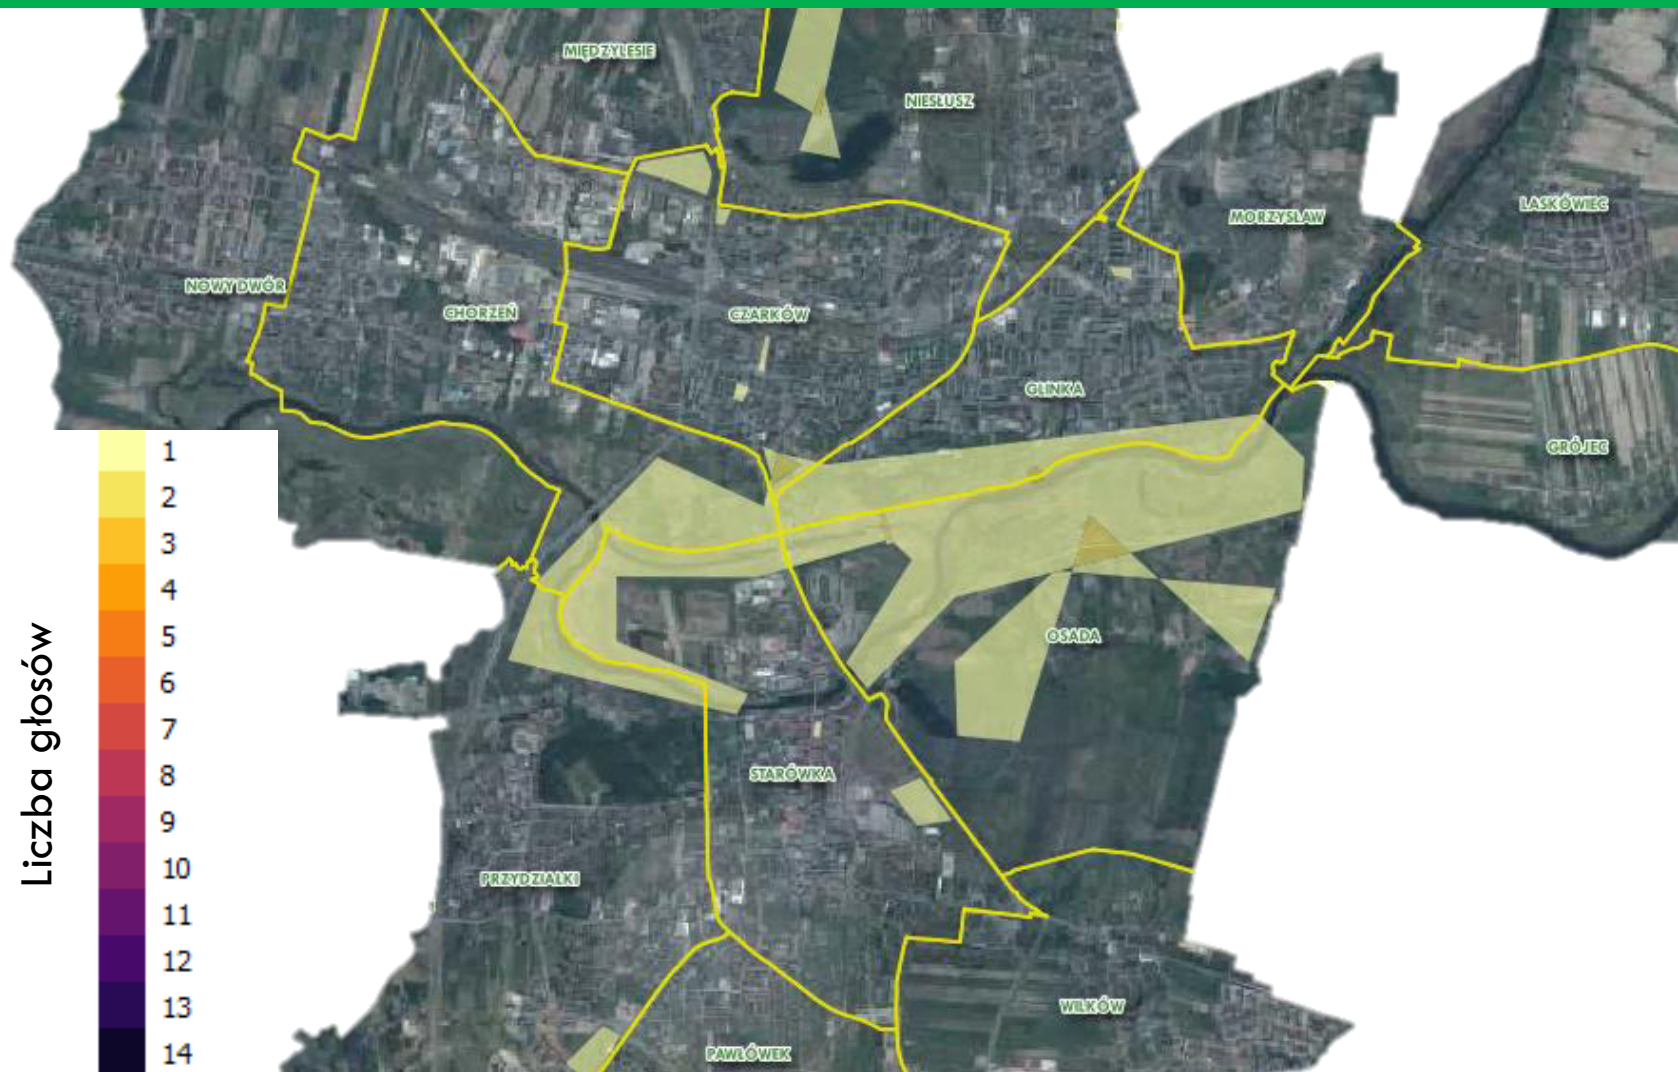 MIĘDZYLESIE
NIESŁUSZ
LASKÓWIEC
MORZYSŁAW
NOWY DWÓR
CHORZEŃ
CZARKÓW
GLINKA
GRÓJEC
OSADA
STARÓWKA
PRZYDZIAŁKI
WILKÓW
PAWŁÓWEK
Liczba głosów
1
2
3
4
5
6
7
8
9
10
11
12
13
14